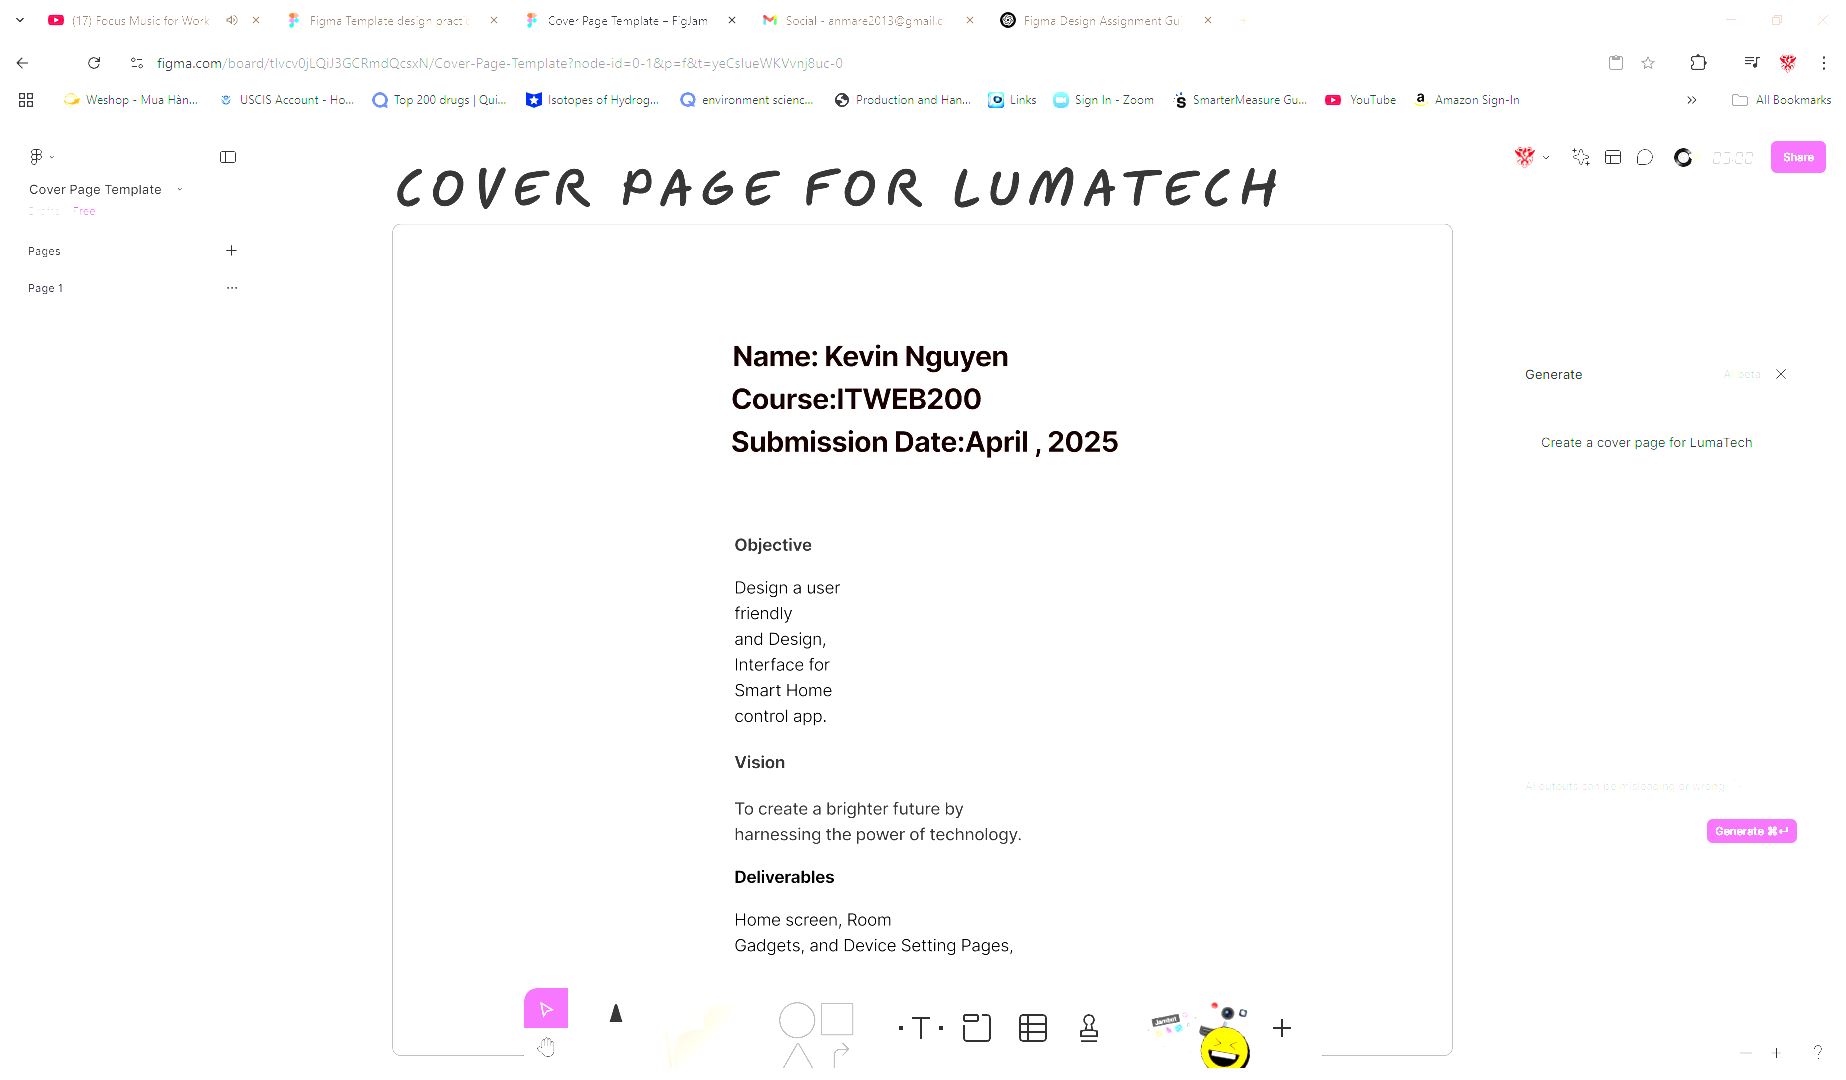 (17) Focus Music for Work
Figma Template design pract
Cover Page Template – FigJam
Social - anmare2013@gmail.c
Figma Design Assignment Gu
figma.com/board/tIvcv0jLQiJ3GCRmdQcsxN/Cover-Page-Template?node-id=0-1&p=f&t=yeCsIueWKVvnj8uc-0
Weshop - Mua Hàn...
USCIS Account - Ho...
Top 200 drugs | Qui...
Isotopes of Hydrog...
environment scienc...
Production and Han...
Links
Sign In - Zoom
SmarterMeasure Gu...
YouTube
Amazon Sign-In
All Bookmarks
Cover Page Template
Drafts Free
Pages
Page 1
COVER PAGE FOR LUMATECH
Share
Name: Kevin Nguyen
Course:ITWEB200
Submission Date:April , 2025
Objective
Design a user
friendly
and Design,
Interface for
Smart Home
control app.
Vision
To create a brighter future by
harnessing the power of technology.
Deliverables
Home screen, Room
Gadgets, and Device Setting Pages,
Generate
AI beta
Create a cover page for LumaTech
AI outputs can be misleading or wrong
Generate ⌘↵
Jambot